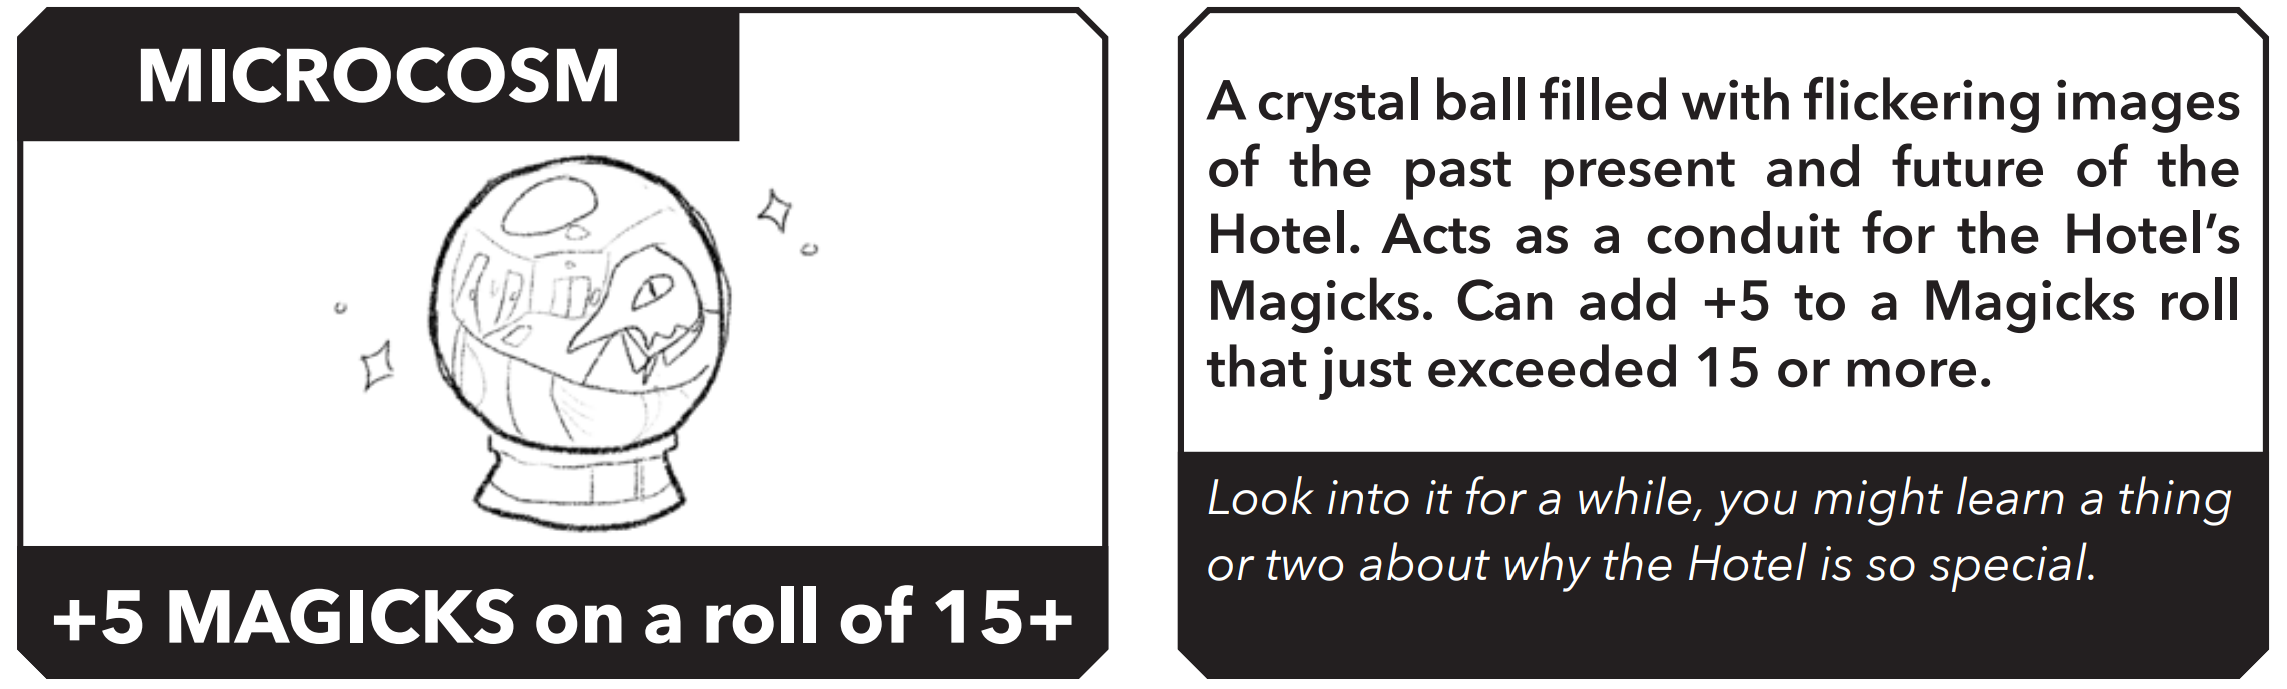 MICROCOSM
+5 MAGICKS on a roll of 15+
A crystal ball filled with flickering images
of the past present and future of the
Hotel. Acts as a conduit for the Hotel’s
Magicks. Can add +5 to a Magicks roll
that just exceeded 15 or more.
Look into it for a while, you might learn a thing
or two about why the Hotel is so special.